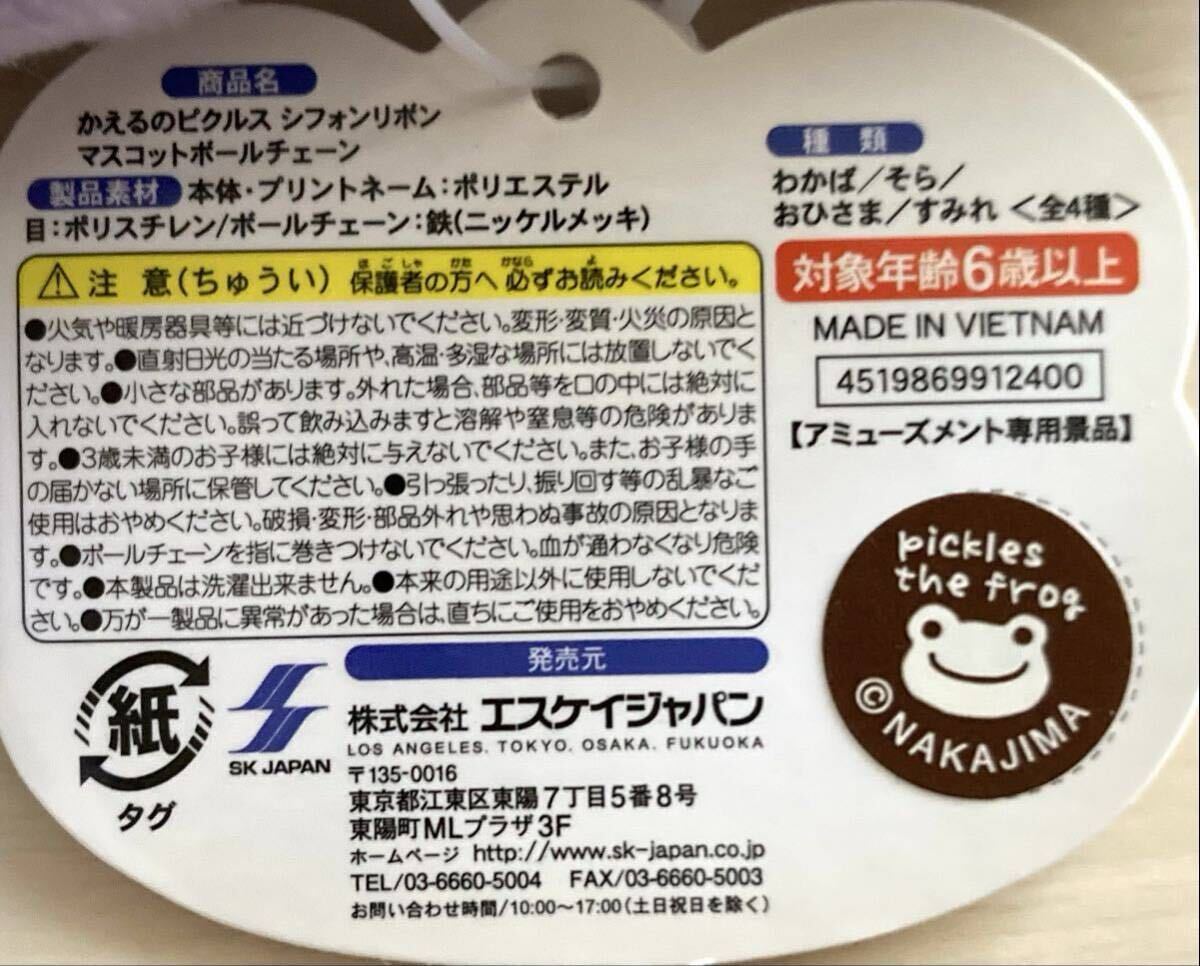 商品名
かえるのピクルス シフォンリボン
マスコットボールチェーン
製品素材 本体・プリントネーム:ポリエステル
目:ポリスチレン/ボールチェーン:鉄(ニッケルメッキ)
種類
わかば/そら/
おひさま/すみれ <全4種>
対象年齢6歳以上
MADE IN VIETNAM
4519869912400
【アミューズメント専用景品】
注 意(ちゅうい) 保護者の方へ 必ずお読みください。
●火気や暖房器具等には近づけないでください。変形・変質・火災の原因と
なります。●直射日光の当たる場所や、高温・多湿な場所には放置しないでく
ださい。●小さな部品があります。外れた場合、部品等を口の中には絶対に
入れないでください。誤って飲み込みますと溶解や窒息等の危険がありま
す。●3歳未満のお子様には絶対に与えないでください。また、お子様の手
の届かない場所に保管してください。●引っ張ったり、振り回す等の乱暴なご
使用はおやめください。破損・変形・部品外れや思わぬ事故の原因となりま
す。●ボールチェーンを指に巻きつけないでください。血が通わなくなり危険
です。●本製品は洗濯出来ません。●本来の用途以外に使用しないでくだ
さい。●万が一製品に異常があった場合は、直ちにご使用をおやめください。
pickles
the frog
© NAKAJIMA
紙
タグ
SK JAPAN
発売元
株式会社 エスケイジャパン
LOS ANGELES. TOKYO. OSAKA. FUKUOKA
〒135-0016
東京都江東区東陽7丁目5番8号
東陽町MLプラザ3F
ホームページ http://www.sk-japan.co.jp
TEL/03-6660-5004 FAX/03-6660-5003
お問い合わせ時間/10:00〜17:00(土日祝日を除く)